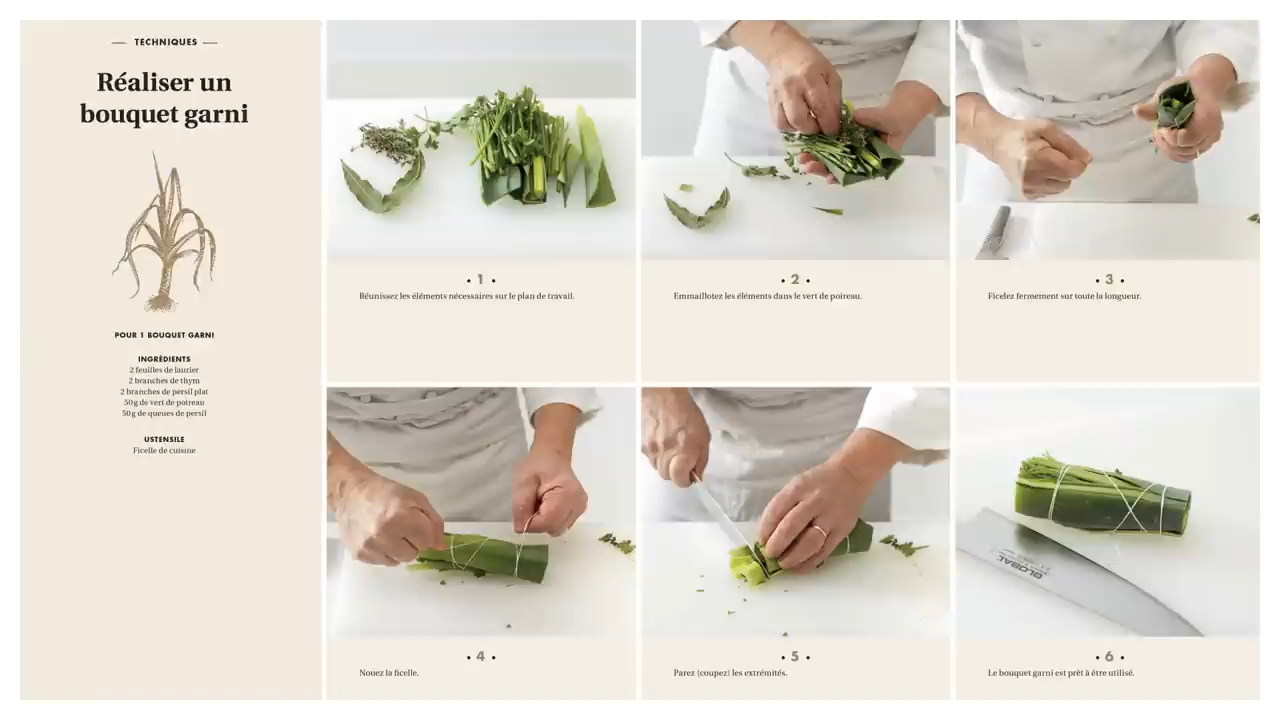 TECHNIQUES
Réaliser un
bouquet garni
POUR 1 BOUQUET GARNI
INGRÉDIENTS
2 feuilles de laurier
2 branches de thym
2 branches de persil plat
50 g de vert de poireau
50 g de queues de persil
USTENSILE
Ficelle de cuisine
• 1 •
Réunissez les éléments nécessaires sur le plan de travail.
• 2 •
Emmaillotez les éléments dans le vert de poireau.
• 3 •
Ficelez fermement sur toute la longueur.
• 4 •
Nouez la ficelle.
• 5 •
Parez (coupez) les extrémités.
GLOBAL
• 6 •
Le bouquet garni est prêt à être utilisé.